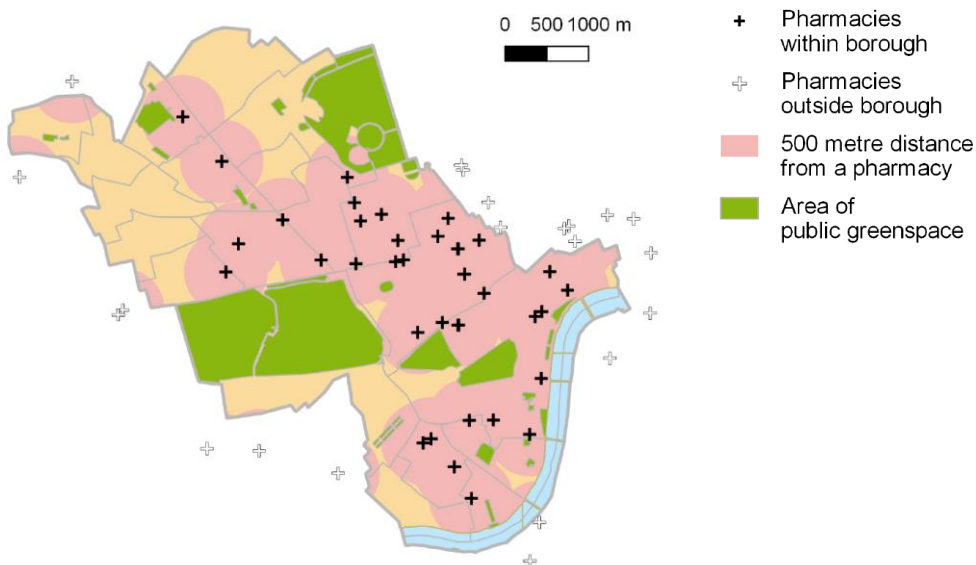 0 500 1000 m
Pharmacies
within borough
Pharmacies
outside borough
500 metre distance
from a pharmacy
Area of
public greenspace